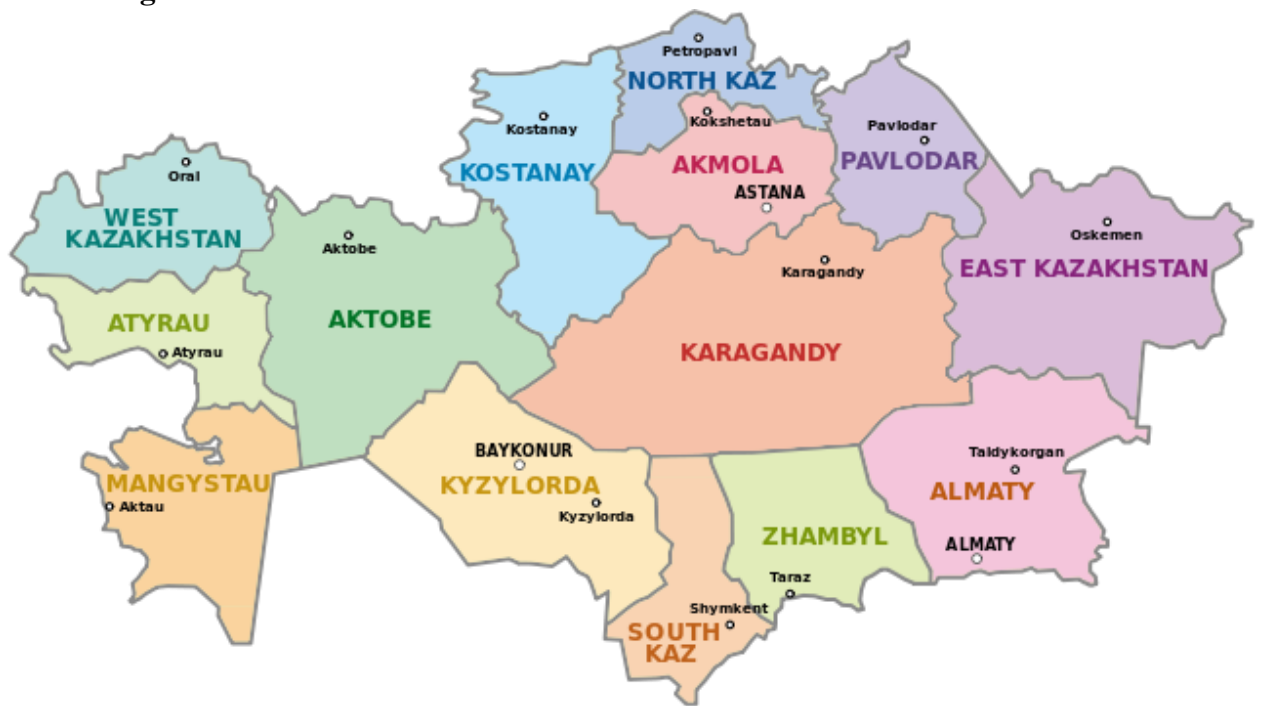 g
Petropavl
NORTH KAZ
Kostanay
Kokshetau
Pavlodar
KOSTANAY
AKMOLA
PAVLODAR
ASTANA
Oral
WEST
KAZAKHSTAN
Aktobe
Oskemen
Karagandy
EAST KAZAKHSTAN
ATYRAU
AKTOBE
Atyrau
KARAGANDY
BAYKONUR
Taldykorgan
MANGYSTAU
KYZYLORDA
ALMATY
Aktau
Kyzylorda
ZHAMBYL
ALMATY
Taraz
Shymkent
SOUTH
KAZ